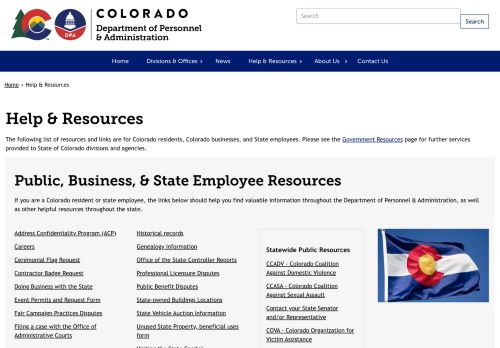 COLORADO
Department of Personnel
& Administration
DPA
Search
Search
Home
Divisions & Offices
News
Help & Resources
About Us
Contact Us
Home › Help & Resources
Help & Resources
The following list of resources and links are for Colorado residents, Colorado businesses, and State employees. Please see the Government Resources page for further services
provided to State of Colorado divisions and agencies.
Public, Business, & State Employee Resources
If you are a Colorado resident or state employee, the links below should help you find valuable information throughout the Department of Personnel & Administration, as well
as other helpful resources throughout the state.
Address Confidentiality Program (ACP)
Careers
Ceremonial Flag Request
Contractor Badge Request
Doing Business with the State
Event Permits and Request Form
Fair Campaign Practices Disputes
Filing a case with the Office of
Administrative Courts
Historical records
Genealogy information
Office of the State Controller Reports
Professional Licensure Disputes
Public Benefit Disputes
State-owned Buildings Locations
State Vehicle Auction Information
Unused State Property, beneficial uses
form
Visiting the State Capitol
Statewide Public Resources
CCADV - Colorado Coalition
Against Domestic Violence
CCASA - Colorado Coalition
Against Sexual Assault
Contact your State Senator
and/or Representative
COVA - Colorado Organization for
Victim Assistance